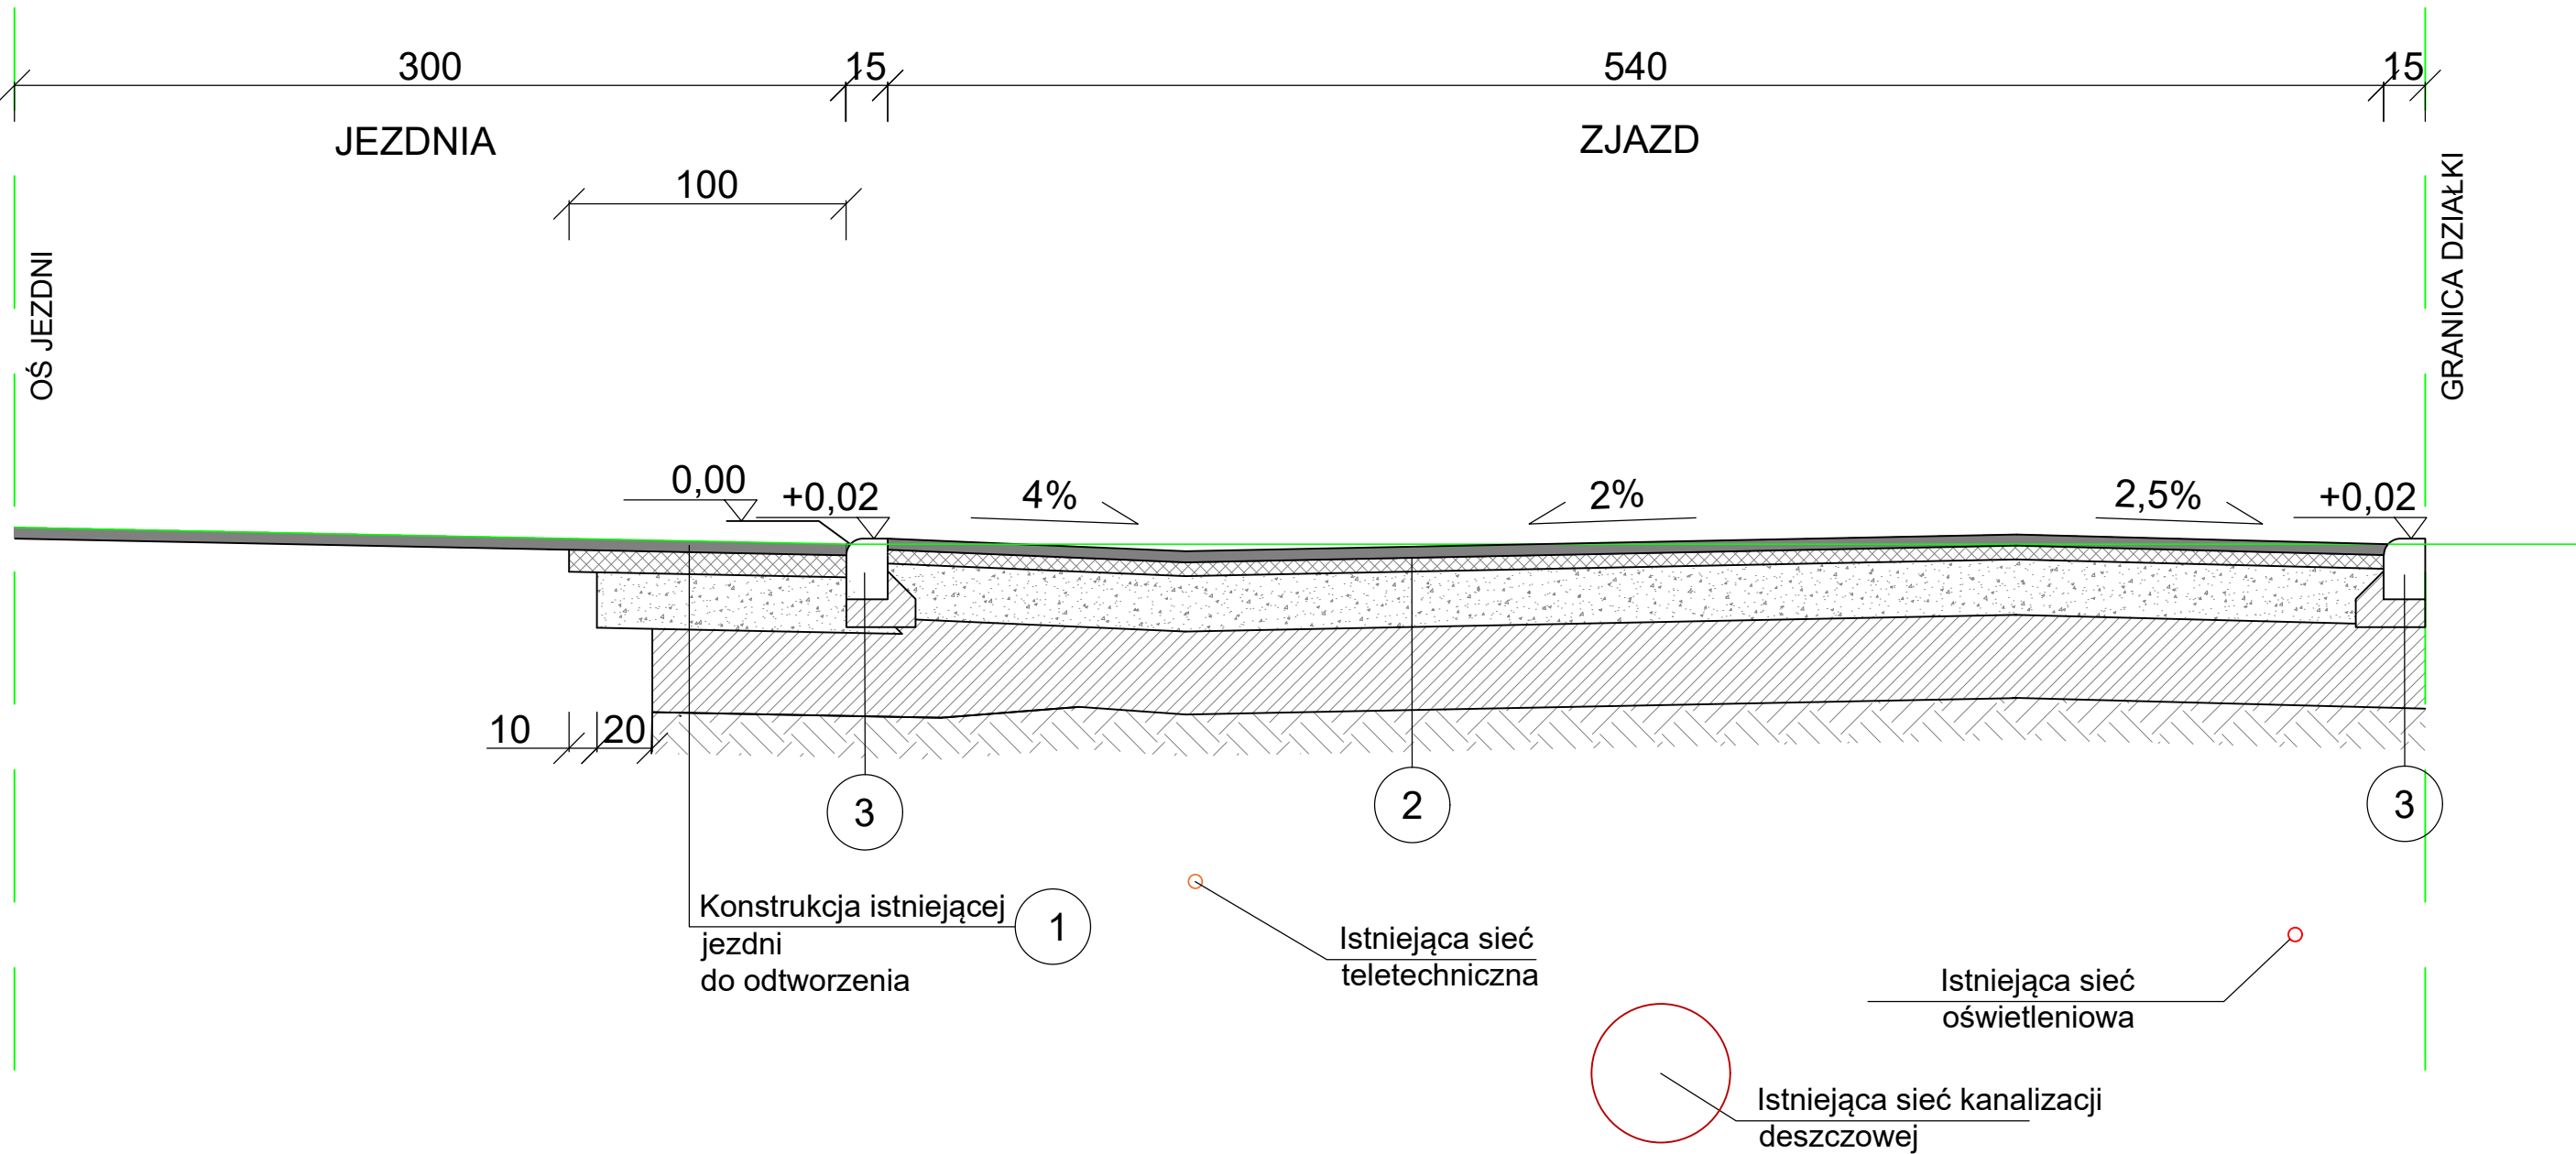 300
15
540
15
JEZDNIA
ZJAZD
100
OŚ JEZDNI
GRANICA DZIAŁKI
0,00
+0,02
4%
2%
2,5%
+0,02
10
20
3
2
3
Konstrukcja istniejącej
jezdni
do odtworzenia
1
Istniejąca sieć
teletechniczna
Istniejąca sieć
oświetleniowa
Istniejąca sieć kanalizacji
deszczowej